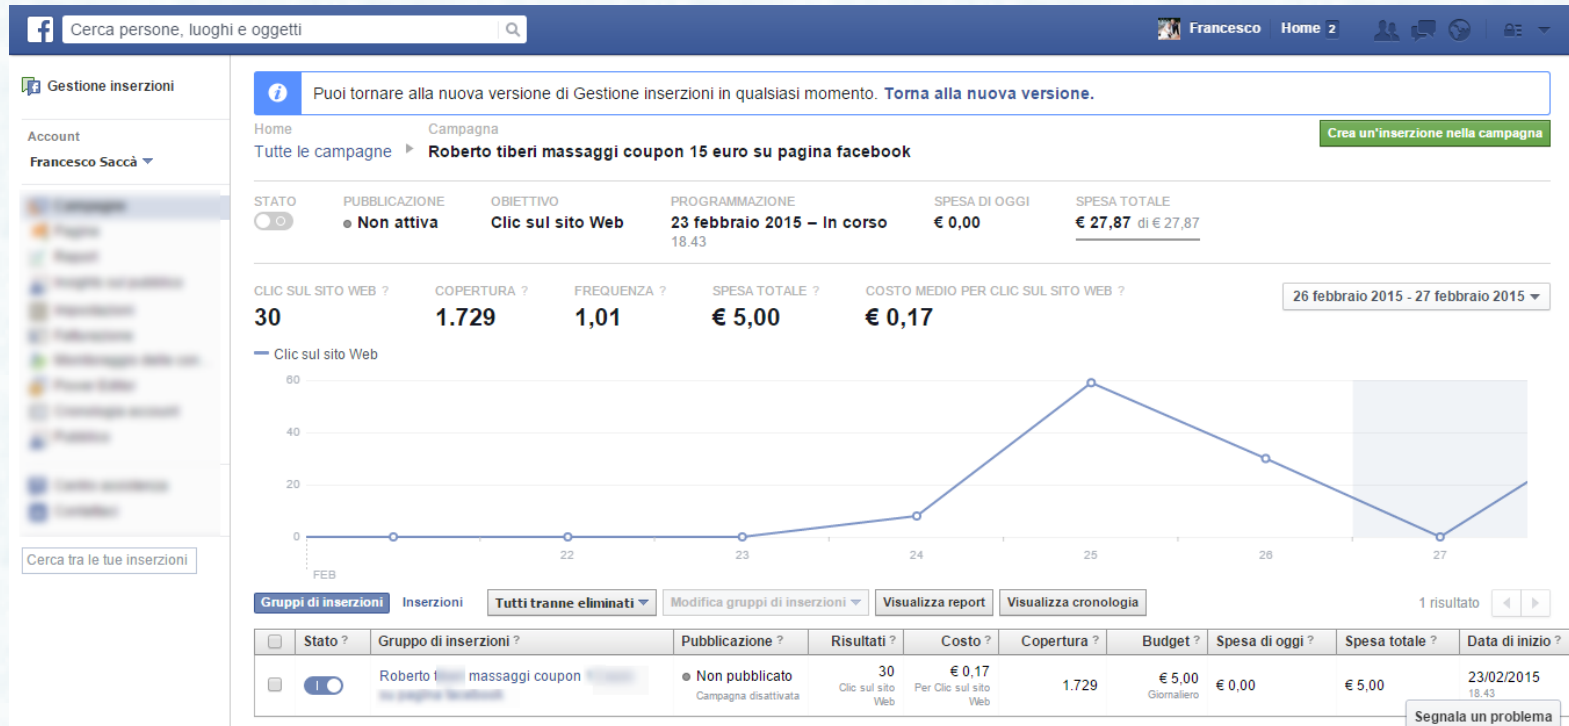 Cerca persone, luoghi e oggetti
Francesco Home 2
Gestione inserzioni
Account
Francesco Saccà
Puoi tornare alla nuova versione di Gestione inserzioni in qualsiasi momento. Torna alla nuova versione.
Home Campagna
Tutte le campagne Roberto tiberi massaggi coupon 15 euro su pagina facebook
Crea un'inserzione nella campagna
STATO PUBBLICAZIONE OBIETTIVO PROGRAMMAZIONE SPESA DI OGGI SPESA TOTALE
Non attiva Clic sul sito Web 23 febbraio 2015 – In corso € 0,00 € 27,87 di € 27,87
18.43
CLIC SUL SITO WEB ? COPERTURA ? FREQUENZA ? SPESA TOTALE ? COSTO MEDIO PER CLIC SUL SITO WEB ?
30 1.729 1,01 € 5,00 € 0,17
26 febbraio 2015 - 27 febbraio 2015
Clic sul sito Web
60
40
20
0
22 23 24 25 26 27
FEB
Cerca tra le tue inserzioni
Gruppi di inserzioni Inserzioni Tutti tranne eliminati Modifica gruppi di inserzioni Visualizza report Visualizza cronologia 1 risultato
Stato ? Gruppo di inserzioni ? Pubblicazione ? Risultati ? Costo ? Copertura ? Budget ? Spesa di oggi ? Spesa totale ? Data di inizio ?
Roberto massaggi coupon Non pubblicato 30 € 0,17 1.729 € 5,00 € 0,00 € 5,00 23/02/2015
Campagna disattivata Clic sul sito Web Per Clic sul sito Web Giornaliero 18.43
Segnala un problema